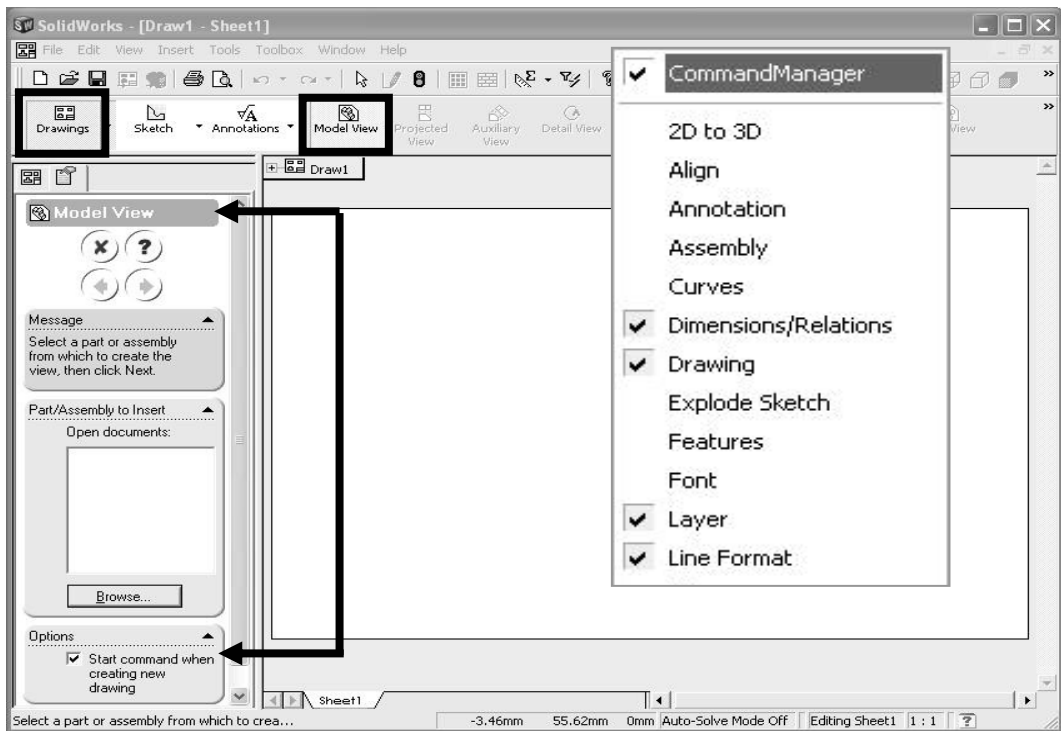 SolidWorks - [Draw1 - Sheet1]
File Edit View Insert Tools Toolbox Window Help
Drawings Sketch Annotations Model View Projected View Auxiliary View Detail View View
Draw1
Model View
Message
Select a part or assembly
from which to create the
view, then click Next.
Part/Assembly to Insert
Open documents:
Browse...
Options
Start command when
creating new
drawing
CommandManager
2D to 3D
Align
Annotation
Assembly
Curves
Dimensions/Relations
Drawing
Explode Sketch
Features
Font
Layer
Line Format
Sheet1
Select a part or assembly from which to crea... -3.46mm 55.62mm 0mm Auto-Solve Mode Off Editing Sheet1 1 : 1